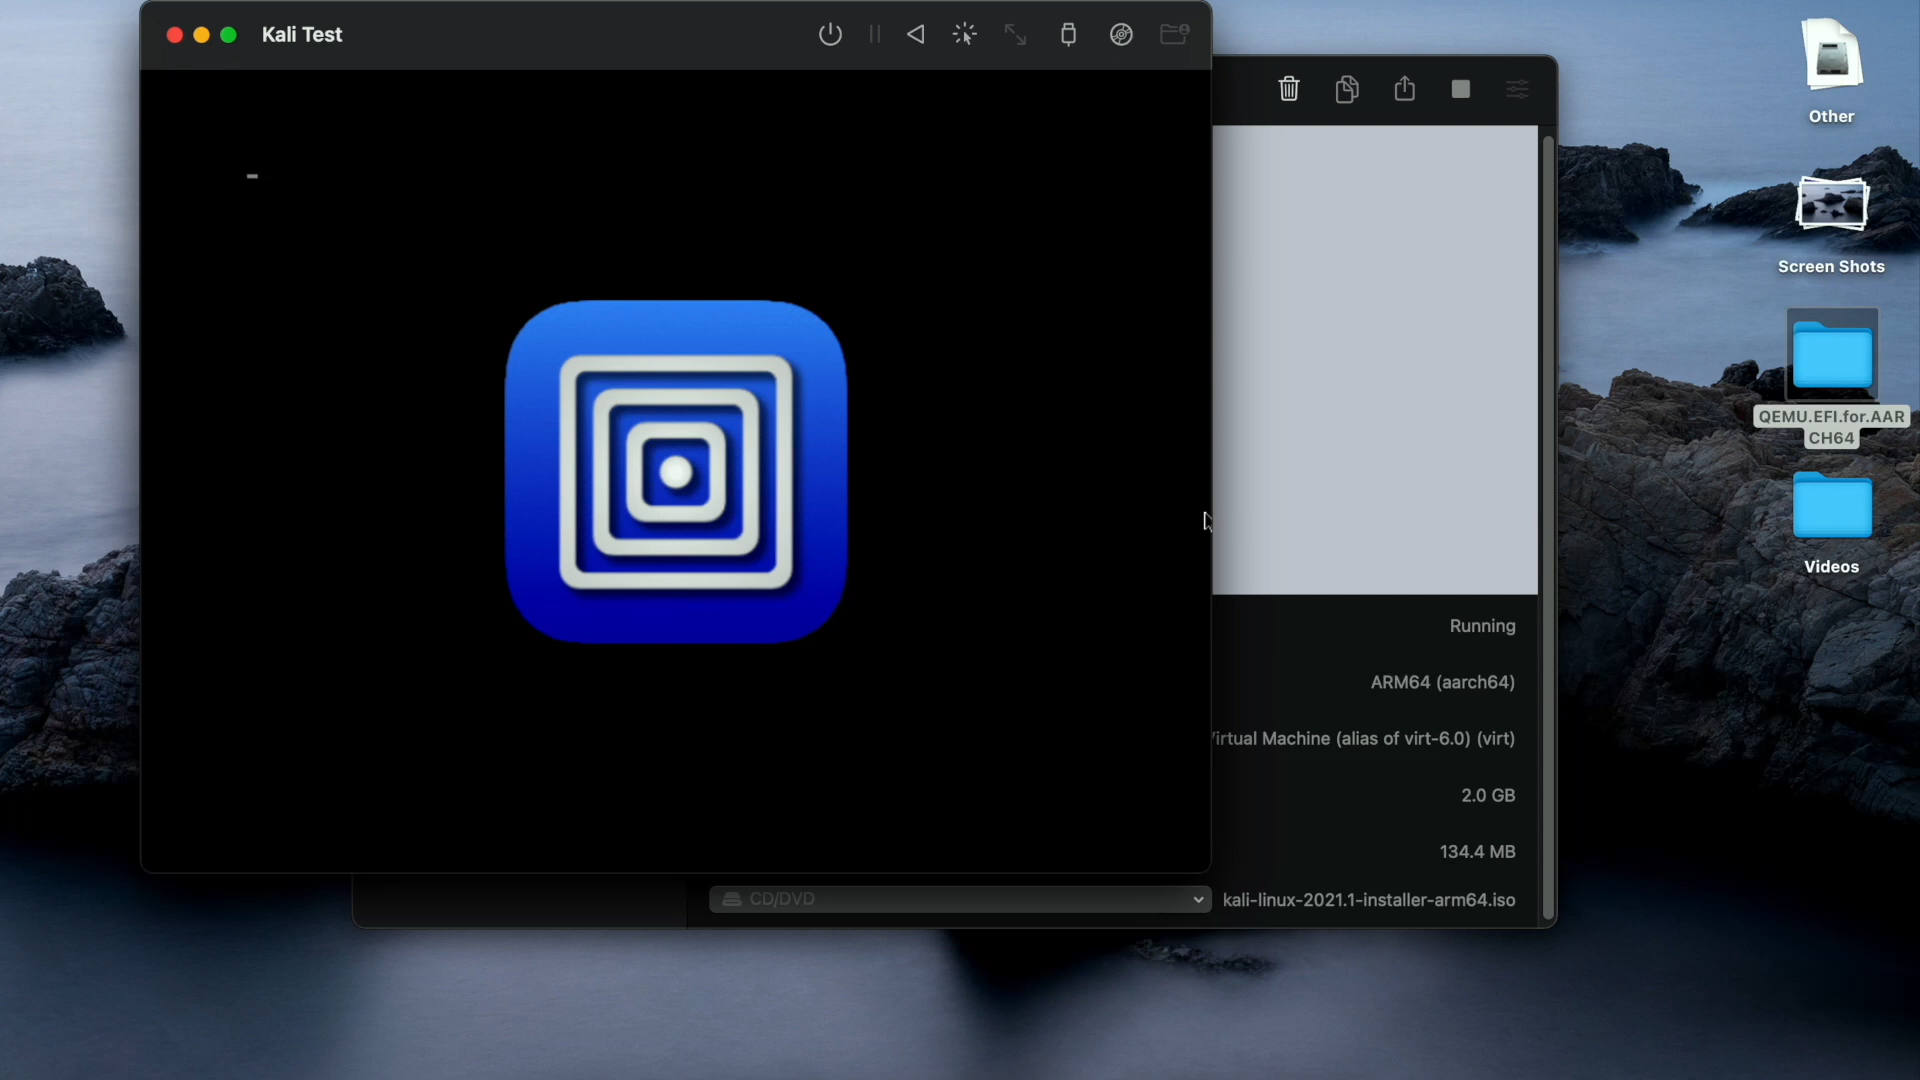 Kali Test
Other
Screen Shots
QEMU.EFI.for.AAR
CH64
Videos
Running
ARM64 (aarch64)
Virtual Machine (alias of virt-6.0) (virt)
2.0 GB
134.4 MB
CD/DVD
kali-linux-2021.1-installer-arm64.iso